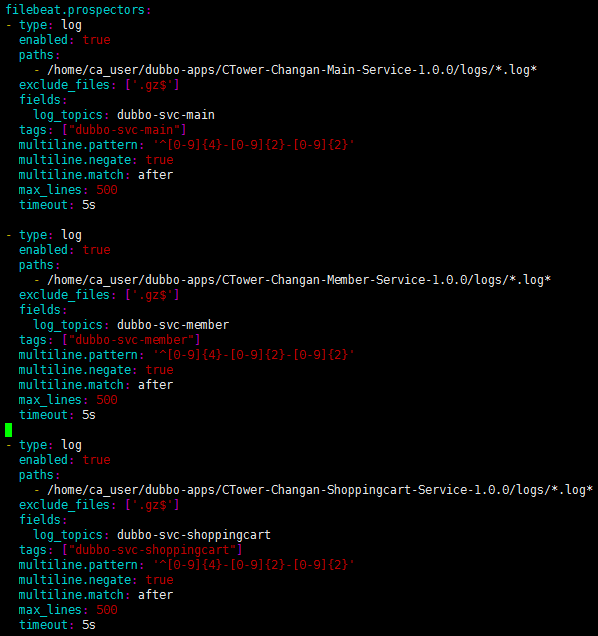 filebeat.prospectors:
- type: log
  enabled: true
  paths:
    - /home/ca_user/dubbo-apps/CTower-Changan-Main-Service-1.0.0/logs/*.log*
  exclude_files: ['.gz$']
  fields:
    log_topics: dubbo-svc-main
  tags: ["dubbo-svc-main"]
  multiline.pattern: '^[0-9]{4}-[0-9]{2}-[0-9]{2}'
  multiline.negate: true
  multiline.match: after
  max_lines: 500
  timeout: 5s

- type: log
  enabled: true
  paths:
    - /home/ca_user/dubbo-apps/CTower-Changan-Member-Service-1.0.0/logs/*.log*
  exclude_files: ['.gz$']
  fields:
    log_topics: dubbo-svc-member
  tags: ["dubbo-svc-member"]
  multiline.pattern: '^[0-9]{4}-[0-9]{2}-[0-9]{2}'
  multiline.negate: true
  multiline.match: after
  max_lines: 500
  timeout: 5s

- type: log
  enabled: true
  paths:
    - /home/ca_user/dubbo-apps/CTower-Changan-Shoppingcart-Service-1.0.0/logs/*.log*
  exclude_files: ['.gz$']
  fields:
    log_topics: dubbo-svc-shoppingcart
  tags: ["dubbo-svc-shoppingcart"]
  multiline.pattern: '^[0-9]{4}-[0-9]{2}-[0-9]{2}'
  multiline.negate: true
  multiline.match: after
  max_lines: 500
  timeout: 5s